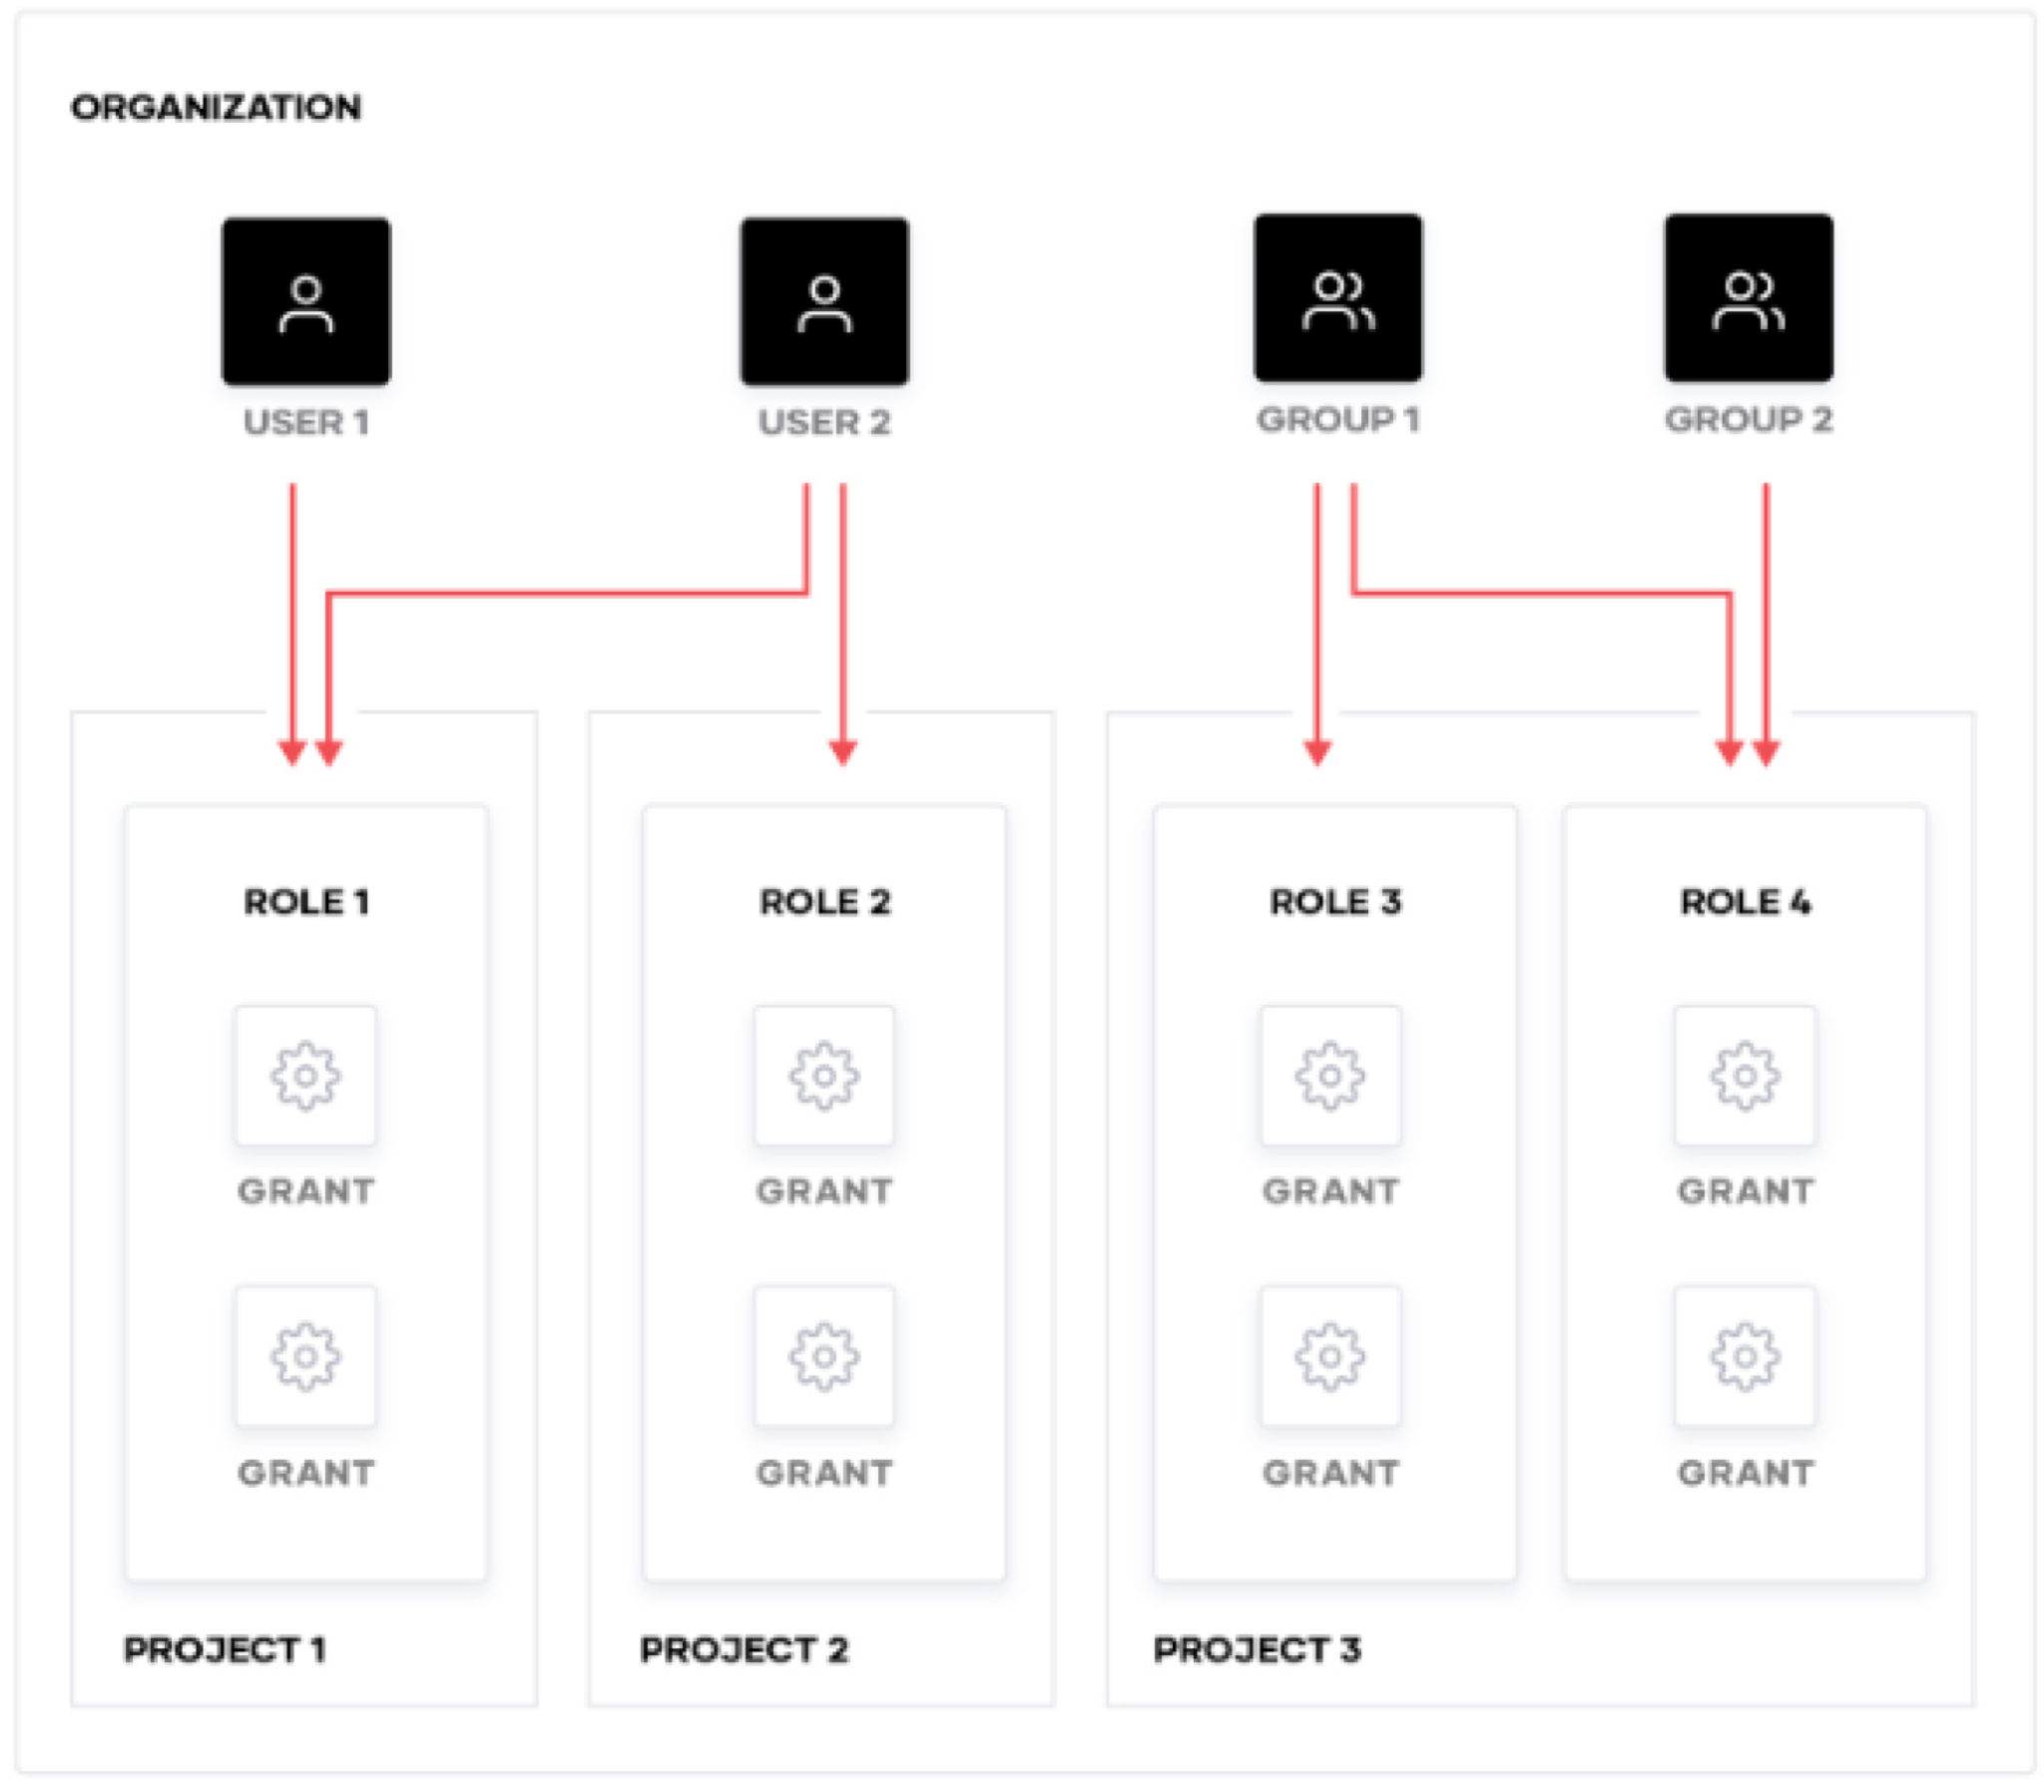 ORGANIZATION
USER 1
USER 2
GROUP 1
GROUP 2
ROLE 1
ROLE 2
ROLE 3
ROLE 4
GRANT
GRANT
GRANT
GRANT
GRANT
GRANT
GRANT
GRANT
PROJECT 1
PROJECT 2
PROJECT 3